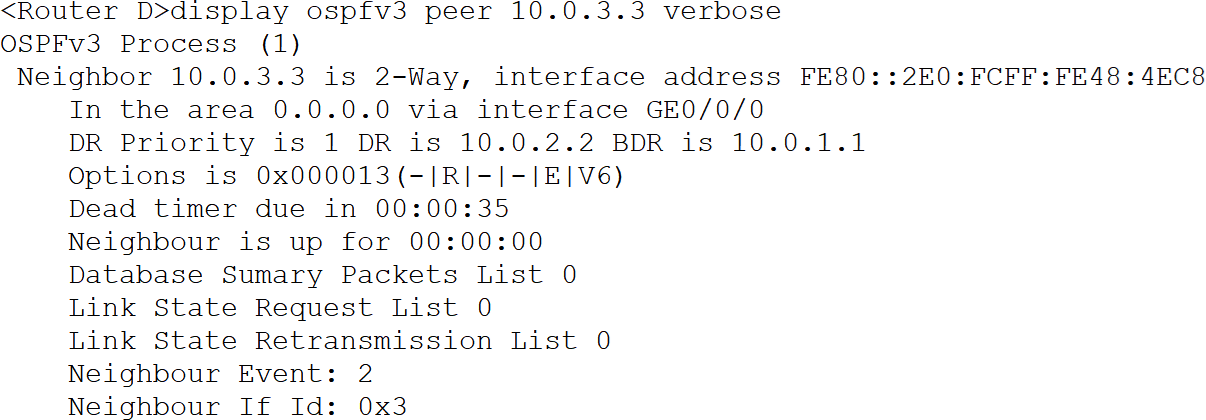 <Router D>display ospfv3 peer 10.0.3.3 verbose
OSPFv3 Process (1)
Neighbor 10.0.3.3 is 2-Way, interface address FE80::2E0:FCFF:FE48:4EC8
In the area 0.0.0.0 via interface GE0/0/0
DR Priority is 1 DR is 10.0.2.2 BDR is 10.0.1.1
Options is 0x000013(-|R|-|-|E|V6)
Dead timer due in 00:00:35
Neighbour is up for 00:00:00
Database Sumary Packets List 0
Link State Request List 0
Link State Retransmission List 0
Neighbour Event: 2
Neighbour If Id: 0x3